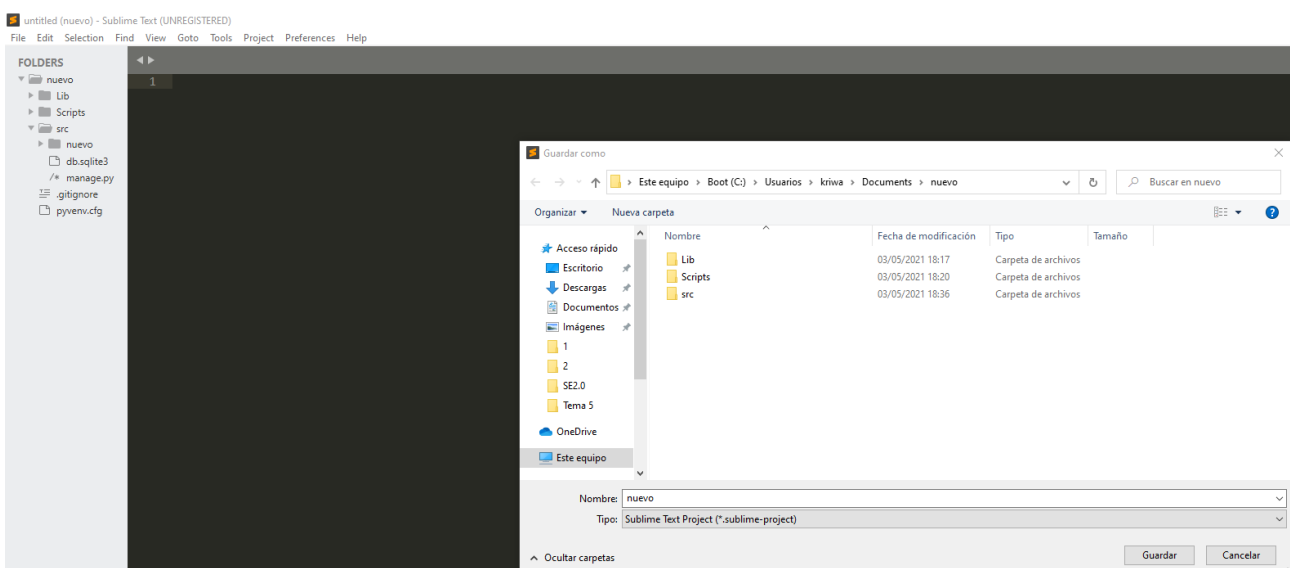 untitled (nuevo) - Sublime Text (UNREGISTERED)
File Edit Selection Find View Goto Tools Project Preferences Help
FOLDERS
nuevo
Lib
Scripts
src
nuevo
db.sqlite3
/* manage.py
.gitignore
pyvenv.cfg
1
Guardar como
Este equipo > Boot (C:) > Usuarios > kriwa > Documents > nuevo
Buscar en nuevo
Organizar Nueva carpeta
Acceso rápido
Escritorio
Descargas
Documentos
Imágenes
1
2
SE2.0
Tema 5
OneDrive
Este equipo
Nombre Fecha de modificación Tipo Tamaño
Lib 03/05/2021 18:17 Carpeta de archivos
Scripts 03/05/2021 18:20 Carpeta de archivos
src 03/05/2021 18:36 Carpeta de archivos
Nombre: nuevo
Tipo: Sublime Text Project (*.sublime-project)
Ocultar carpetas
Guardar Cancelar